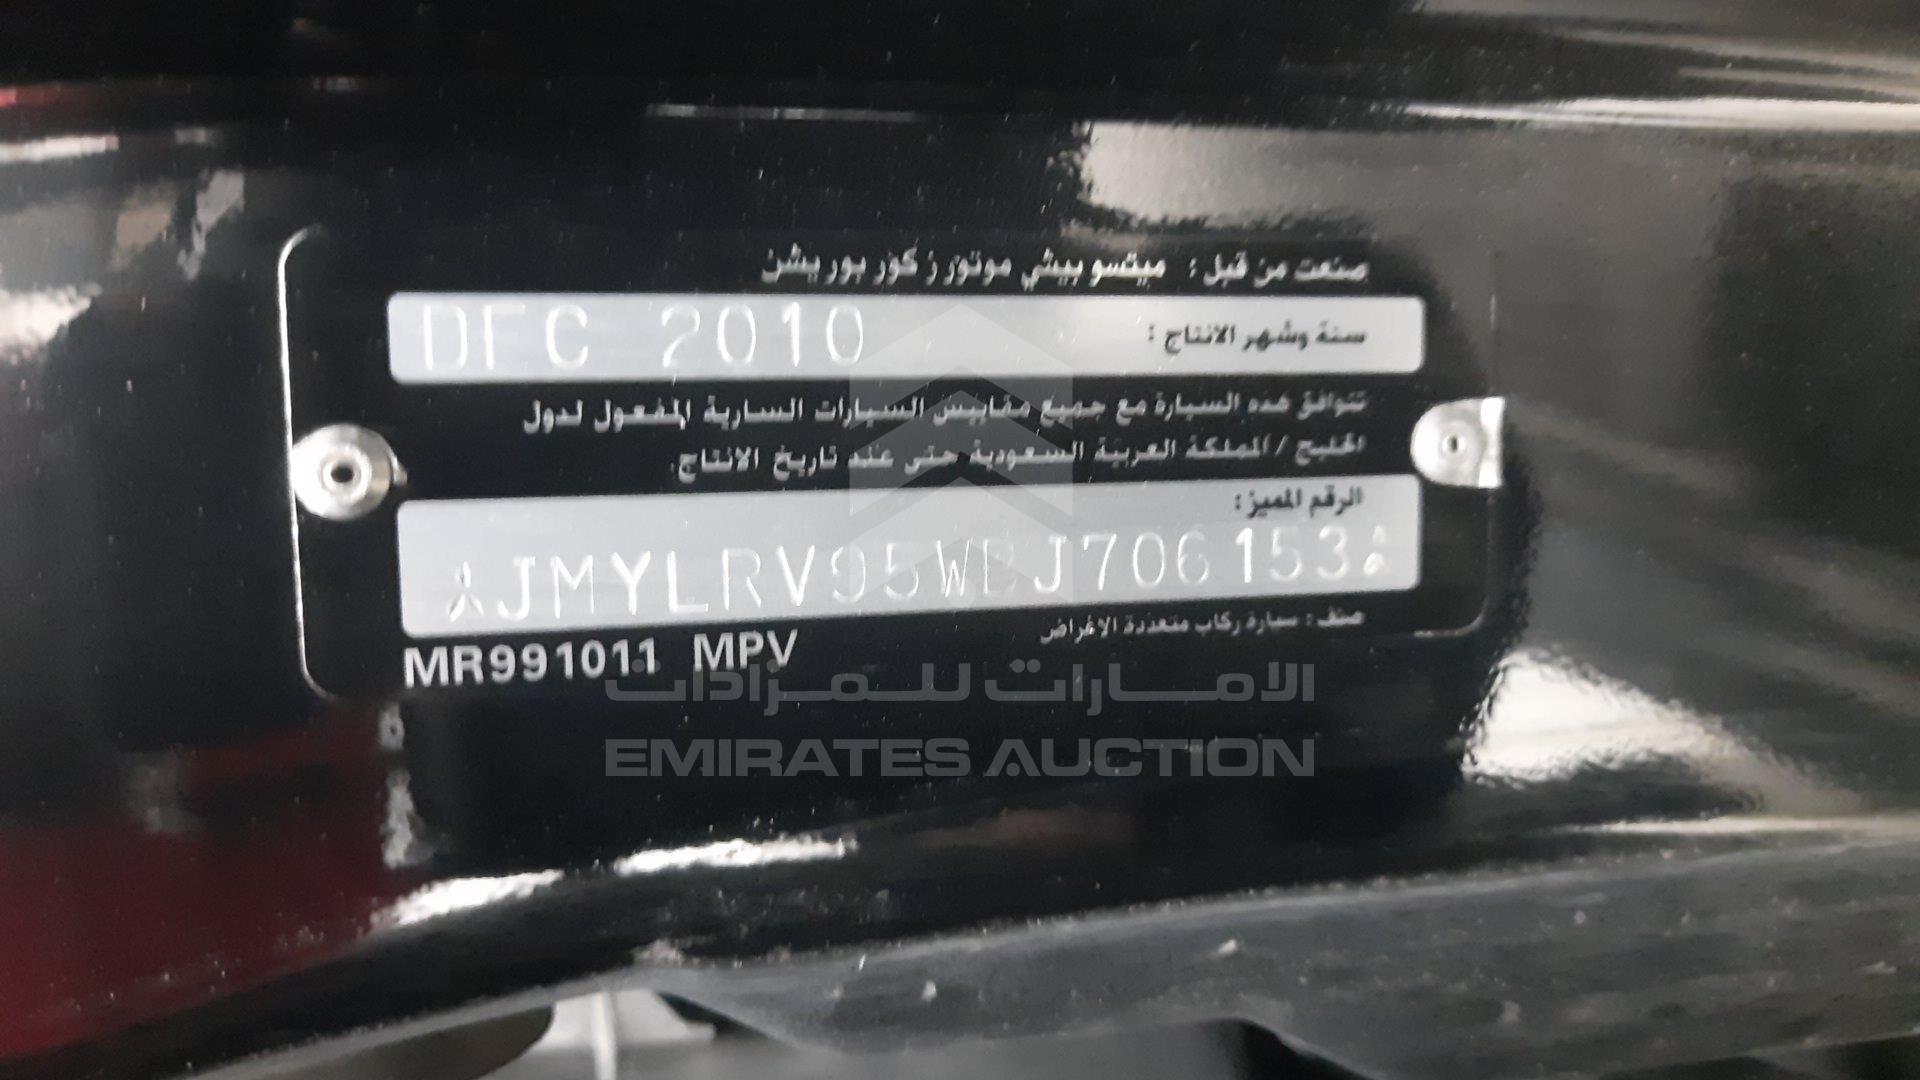 صنعت من قبل : ميتسو بيشي موتورز كور بوريشن
سنة وشهر الانتاج :
DEC 2010
تتوافق هذه السيارة مع جميع مقاييس السيارات السارية المفعول لدول
الخليج / المملكة العربية السعودية حتى عند تاريخ الانتاج.
الرقم المميز:
JMYLRV95WBJ706153
صنف : سيارة ركاب متعددة الاغراض
MR991011 MPV
الامارات للمزادات
EMIRATES AUCTION